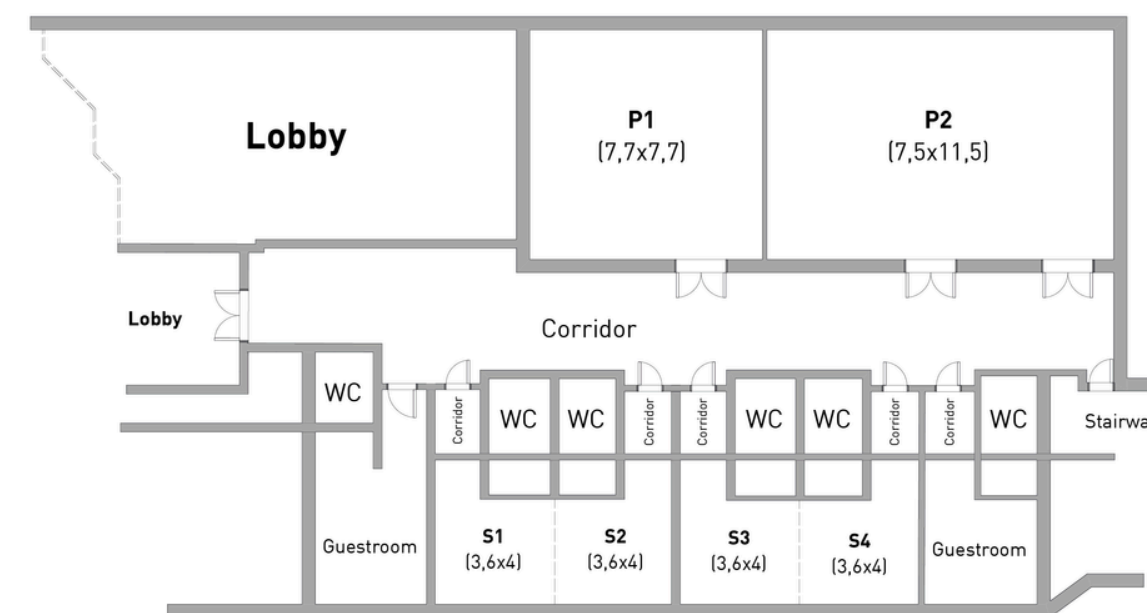 Lobby
P1
(7,7x7,7)
P2
(7,5x11,5)
Lobby
Corridor
WC
Corridor
WC
WC
Corridor
Corridor
WC
WC
Corridor
Corridor
WC
Stairwa
Guestroom
S1
(3,6x4)
S2
(3,6x4)
S3
(3,6x4)
S4
(3,6x4)
Guestroom